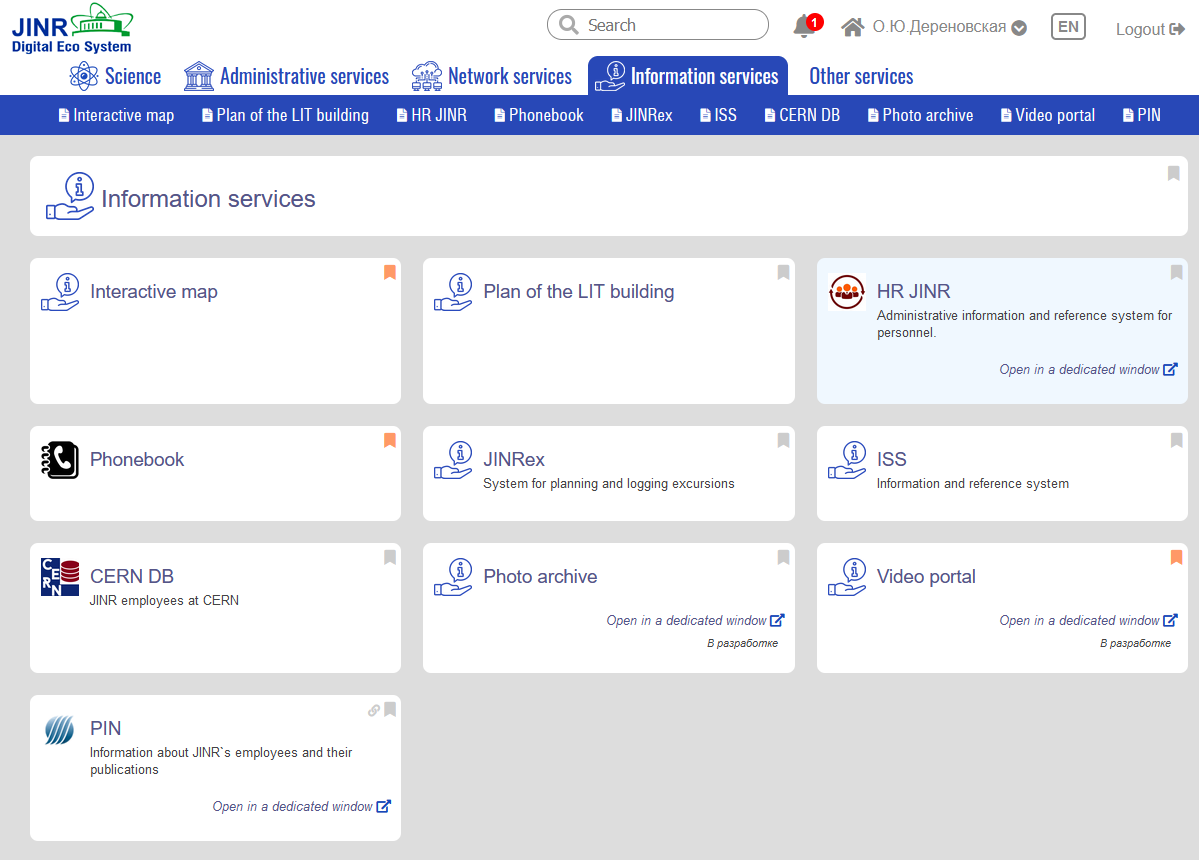 JINR
Digital Eco System
Search
1
О.Ю.Дереновская
EN
Logout
Science
Administrative services
Network services
Information services
Other services
Interactive map
Plan of the LIT building
HR JINR
Phonebook
JINRex
ISS
CERN DB
Photo archive
Video portal
PIN
Information services
Interactive map
Plan of the LIT building
HR JINR
Administrative information and reference system for
personnel.
Open in a dedicated window
Phonebook
JINRex
System for planning and logging excursions
ISS
Information and reference system
CERN
CERN DB
JINR employees at CERN
Photo archive
Open in a dedicated window
В разработке
Video portal
Open in a dedicated window
В разработке
PIN
Information about JINR`s employees and their
publications
Open in a dedicated window